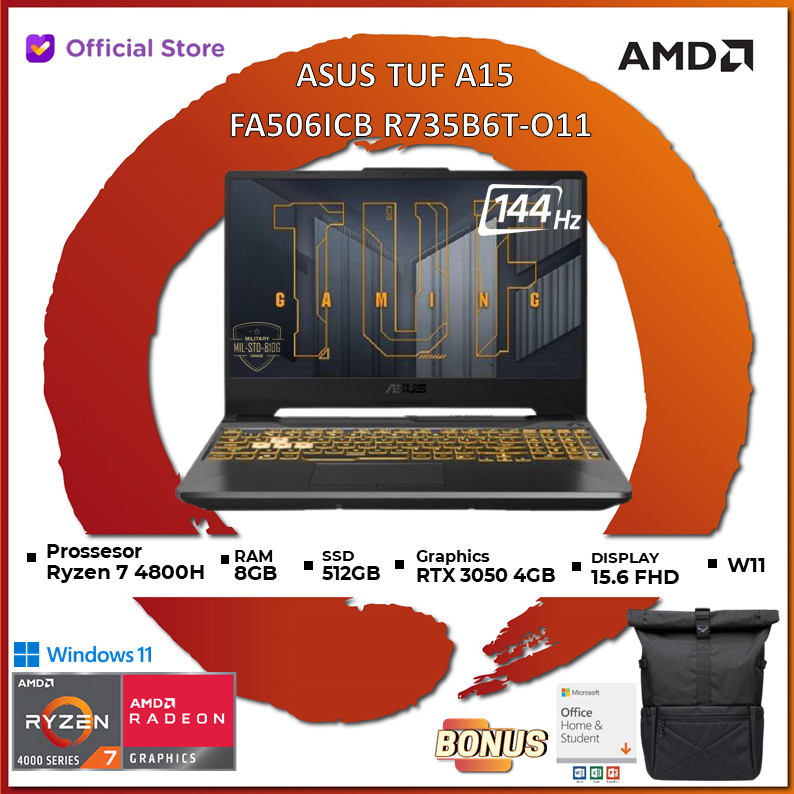 Official Store
AMD
ASUS TUF A15
FA506ICB R735B6T-O11
144 Hz
TUF
GAMING
MILITARY
MIL-STD-810G
GRADE
ASUS
Prossesor
Ryzen 7 4800H
RAM
8GB
SSD
512GB
Graphics
RTX 3050 4GB
DISPLAY
15.6 FHD
W11
Windows 11
AMD
RYZEN
4000 SERIES 7
AMD
RADEON
GRAPHICS
BONUS
Microsoft
Office
Home &
Student